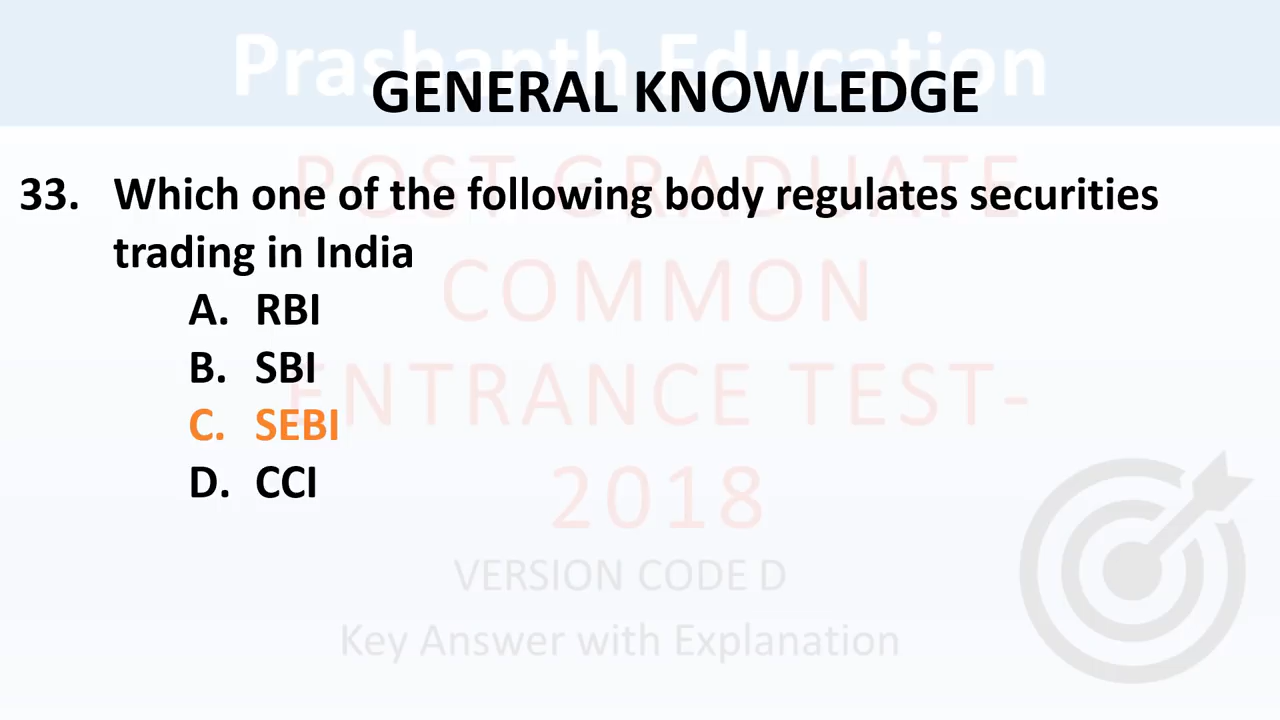 Prashanth Education
GENERAL KNOWLEDGE
33. Which one of the following body regulates securities
trading in India
A. RBI
B. SBI
C. SEBI
D. CCI
POST GRADUATE
COMMON
ENTRANCE TEST-
2018
VERSION CODE D
Key Answer with Explanation